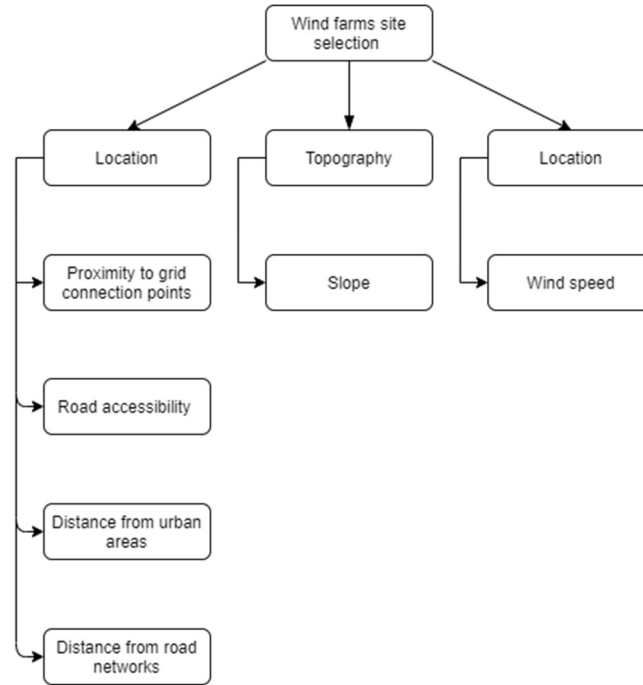 Wind farms site
selection
Location
Topography
Location
Proximity to grid
connection points
Slope
Wind speed
Road accessibility
Distance from urban
areas
Distance from road
networks